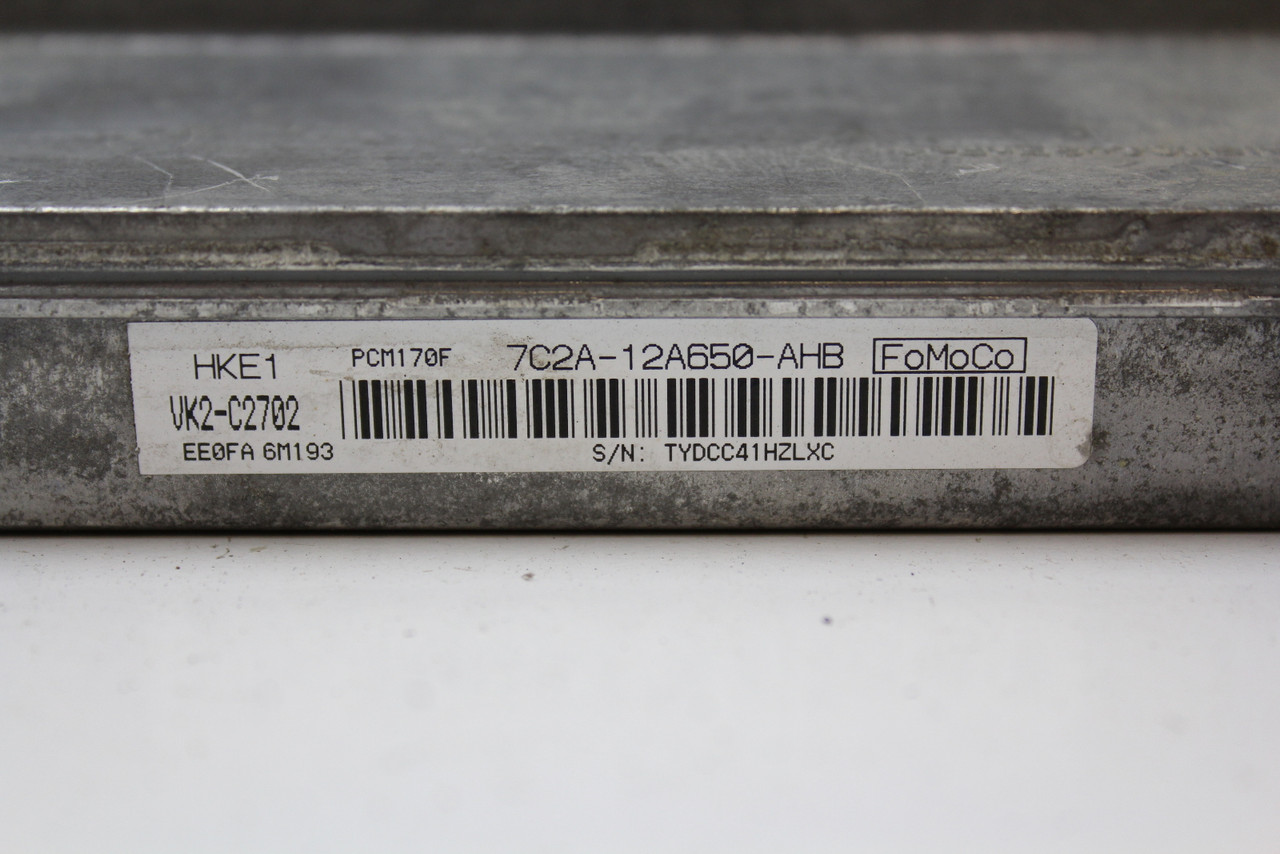 HKE1 PCM170F 7C2A-12A650-AHB FoMoCo
VK2-C2702
EE0FA 6M193 S/N: TYDCC41HZLXC